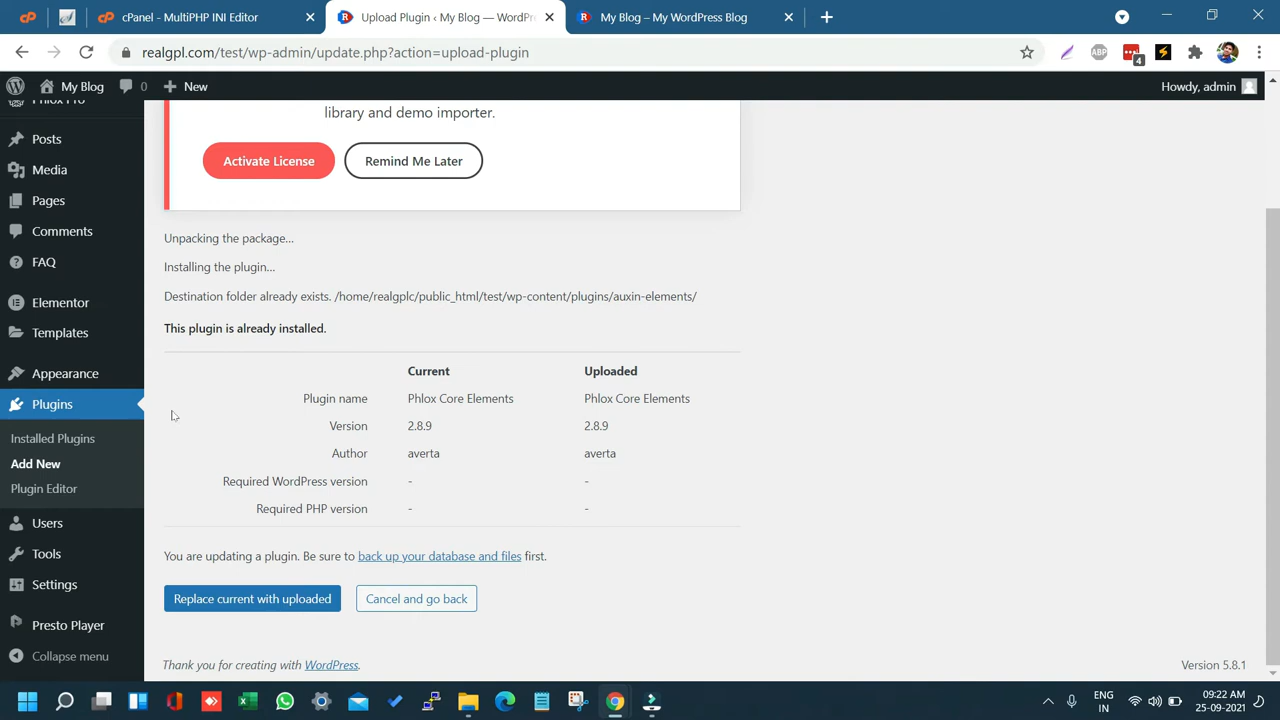 cPanel - MultiPHP INI Editor
Upload Plugin ‹ My Blog — WordPr
My Blog – My WordPress Blog
realgpl.com/test/wp-admin/update.php?action=upload-plugin
ABP
4
My Blog
0
New
Howdy, admin
Phlox Pro
Posts
Media
Pages
Comments
FAQ
Elementor
Templates
Appearance
Plugins
Installed Plugins
Add New
Plugin Editor
Users
Tools
Settings
Presto Player
Collapse menu
library and demo importer.
Activate License
Remind Me Later
Unpacking the package...
Installing the plugin...
Destination folder already exists. /home/realgplc/public_html/test/wp-content/plugins/auxin-elements/
This plugin is already installed.
Current Uploaded
Plugin name Phlox Core Elements Phlox Core Elements
Version 2.8.9 2.8.9
Author averta averta
Required WordPress version - -
Required PHP version - -
You are updating a plugin. Be sure to back up your database and files first.
Replace current with uploaded
Cancel and go back
Thank you for creating with WordPress.
Version 5.8.1
ENG
IN
09:22 AM
25-09-2021